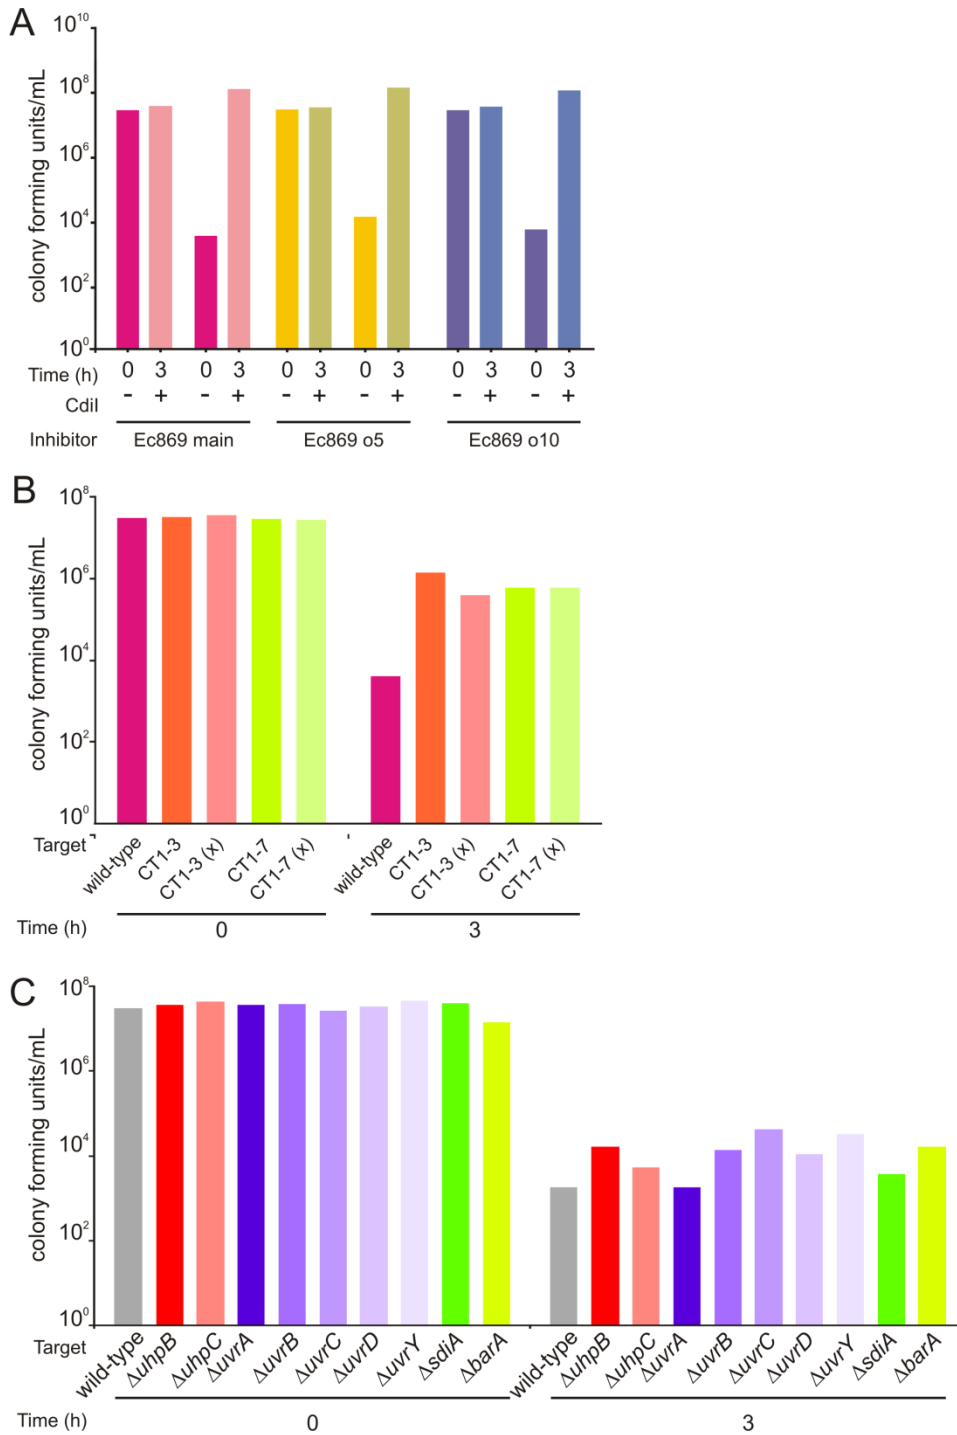 A
colony forming units/mL
10^10
10^8
10^6
10^4
10^2
10^0
Time (h) 0 3 0 3 0 3 0 3 0 3 0 3
CdiI - + - + - + - + - + - +
Inhibitor Ec869 main Ec869 o5 Ec869 o10
B
colony forming units/mL
10^8
10^6
10^4
10^2
10^0
Target wild-type CT1-3 CT1-3 (x) CT1-7 CT1-7 (x) wild-type CT1-3 CT1-3 (x) CT1-7 CT1-7 (x)
Time (h) 0 3
C
colony forming units/mL
10^8
10^6
10^4
10^2
10^0
Target wild-type ΔuhpB ΔuhpC ΔuvrA ΔuvrB ΔuvrC ΔuvrD ΔuvrY ΔsdiA ΔbarA wild-type ΔuhpB ΔuhpC ΔuvrA ΔuvrB ΔuvrC ΔuvrD ΔuvrY ΔsdiA ΔbarA
Time (h) 0 3